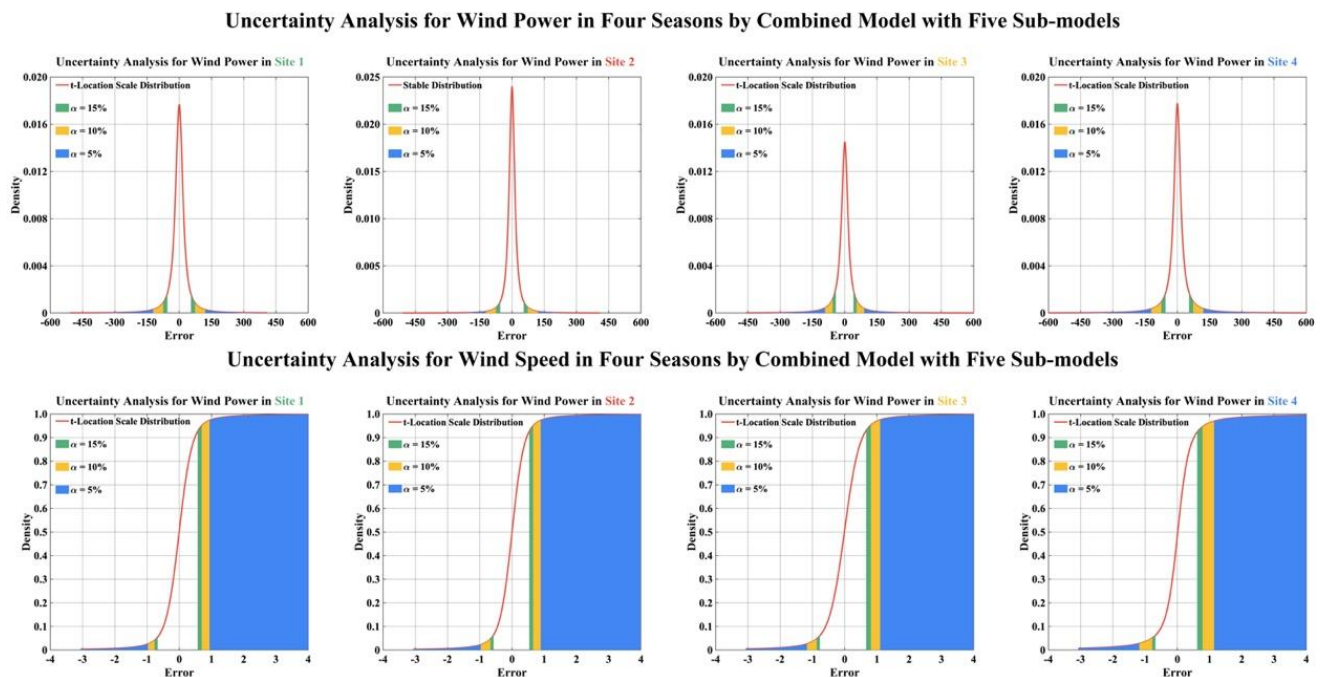 Uncertainty Analysis for Wind Power in Four Seasons by Combined Model with Five Sub-models
Uncertainty Analysis for Wind Power in Site 1
0.020
0.016
0.012
0.008
0.004
0
Density
t-Location Scale Distribution
α = 15%
α = 10%
α = 5%
-600 -450 -300 -150 0 150 300 450 600
Error
Uncertainty Analysis for Wind Power in Site 2
0.025
0.020
0.015
0.010
0.005
0
Density
Stable Distribution
α = 15%
α = 10%
α = 5%
-600 -450 -300 -150 0 150 300 450 600
Error
Uncertainty Analysis for Wind Power in Site 3
0.020
0.016
0.012
0.008
0.004
0
Density
t-Location Scale Distribution
α = 15%
α = 10%
α = 5%
-600 -450 -300 -150 0 150 300 450 600
Error
Uncertainty Analysis for Wind Power in Site 4
0.020
0.016
0.012
0.008
0.004
0
Density
t-Location Scale Distribution
α = 15%
α = 10%
α = 5%
-600 -450 -300 -150 0 150 300 450 600
Error
Uncertainty Analysis for Wind Speed in Four Seasons by Combined Model with Five Sub-models
Uncertainty Analysis for Wind Power in Site 1
1.0
0.9
0.8
0.7
0.6
0.5
0.4
0.3
0.2
0.1
0
Density
t-Location Scale Distribution
α = 15%
α = 10%
α = 5%
-4 -3 -2 -1 0 1 2 3 4
Error
Uncertainty Analysis for Wind Power in Site 2
1.0
0.9
0.8
0.7
0.6
0.5
0.4
0.3
0.2
0.1
0
Density
t-Location Scale Distribution
α = 15%
α = 10%
α = 5%
-4 -3 -2 -1 0 1 2 3 4
Error
Uncertainty Analysis for Wind Power in Site 3
1.0
0.9
0.8
0.7
0.6
0.5
0.4
0.3
0.2
0.1
0
Density
t-Location Scale Distribution
α = 15%
α = 10%
α = 5%
-4 -3 -2 -1 0 1 2 3 4
Error
Uncertainty Analysis for Wind Power in Site 4
1.0
0.9
0.8
0.7
0.6
0.5
0.4
0.3
0.2
0.1
0
Density
t-Location Scale Distribution
α = 15%
α = 10%
α = 5%
-4 -3 -2 -1 0 1 2 3 4
Error